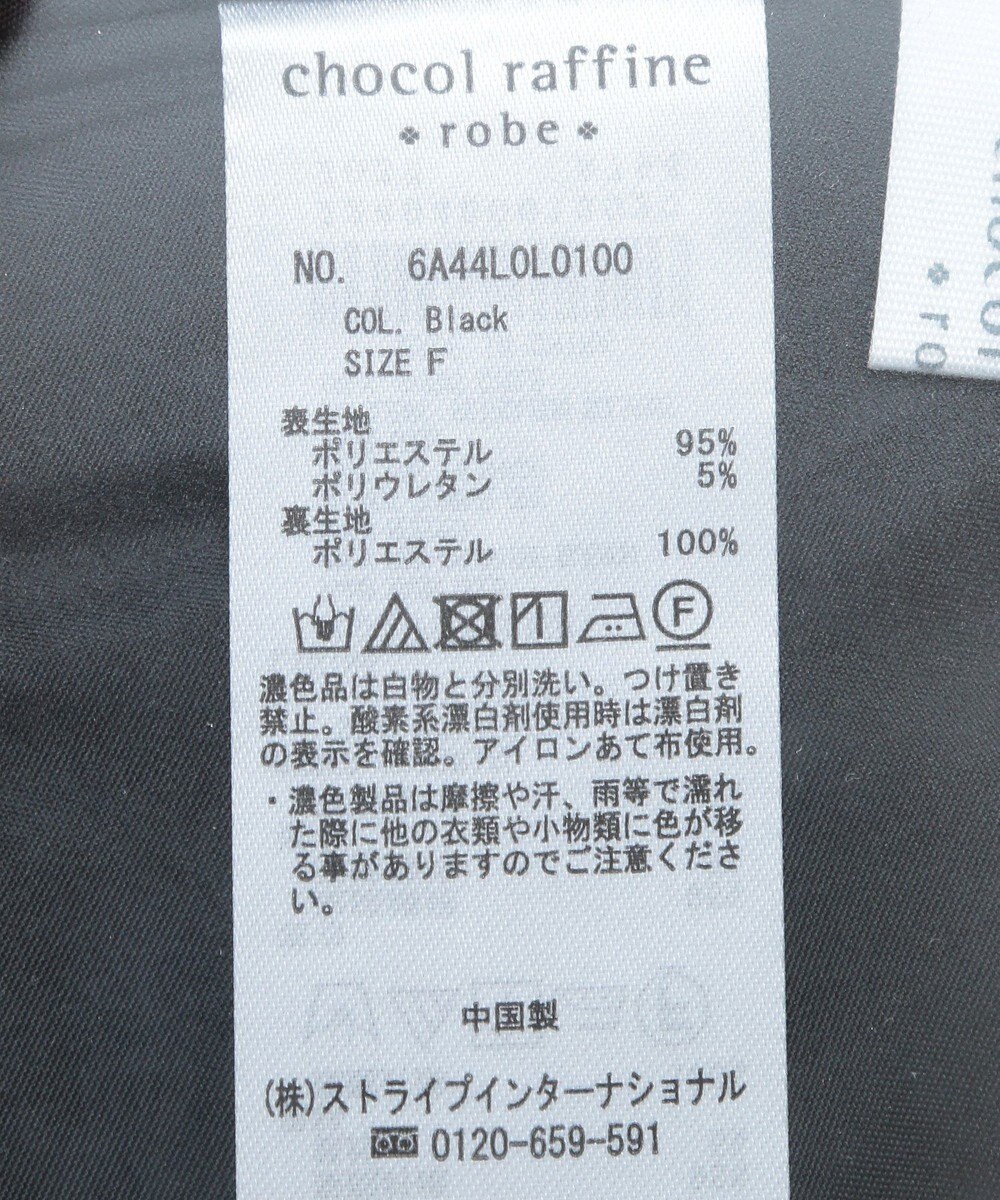 chocol raffine
robe
NO. 6A44L0L0100
COL. Black
SIZE F
表生地
ポリエステル 95%
ポリウレタン 5%
裏生地
ポリエステル 100%
F
濃色品は白物と分別洗い。つけ置き
禁止。酸素系漂白剤使用時は漂白剤
の表示を確認。アイロンあて布使用。
・濃色製品は摩擦や汗、雨等で濡れ
た際に他の衣類や小物類に色が移
る事がありますのでご注意くださ
い。
中国製
(株)ストライプインターナショナル
0120-659-591
ro